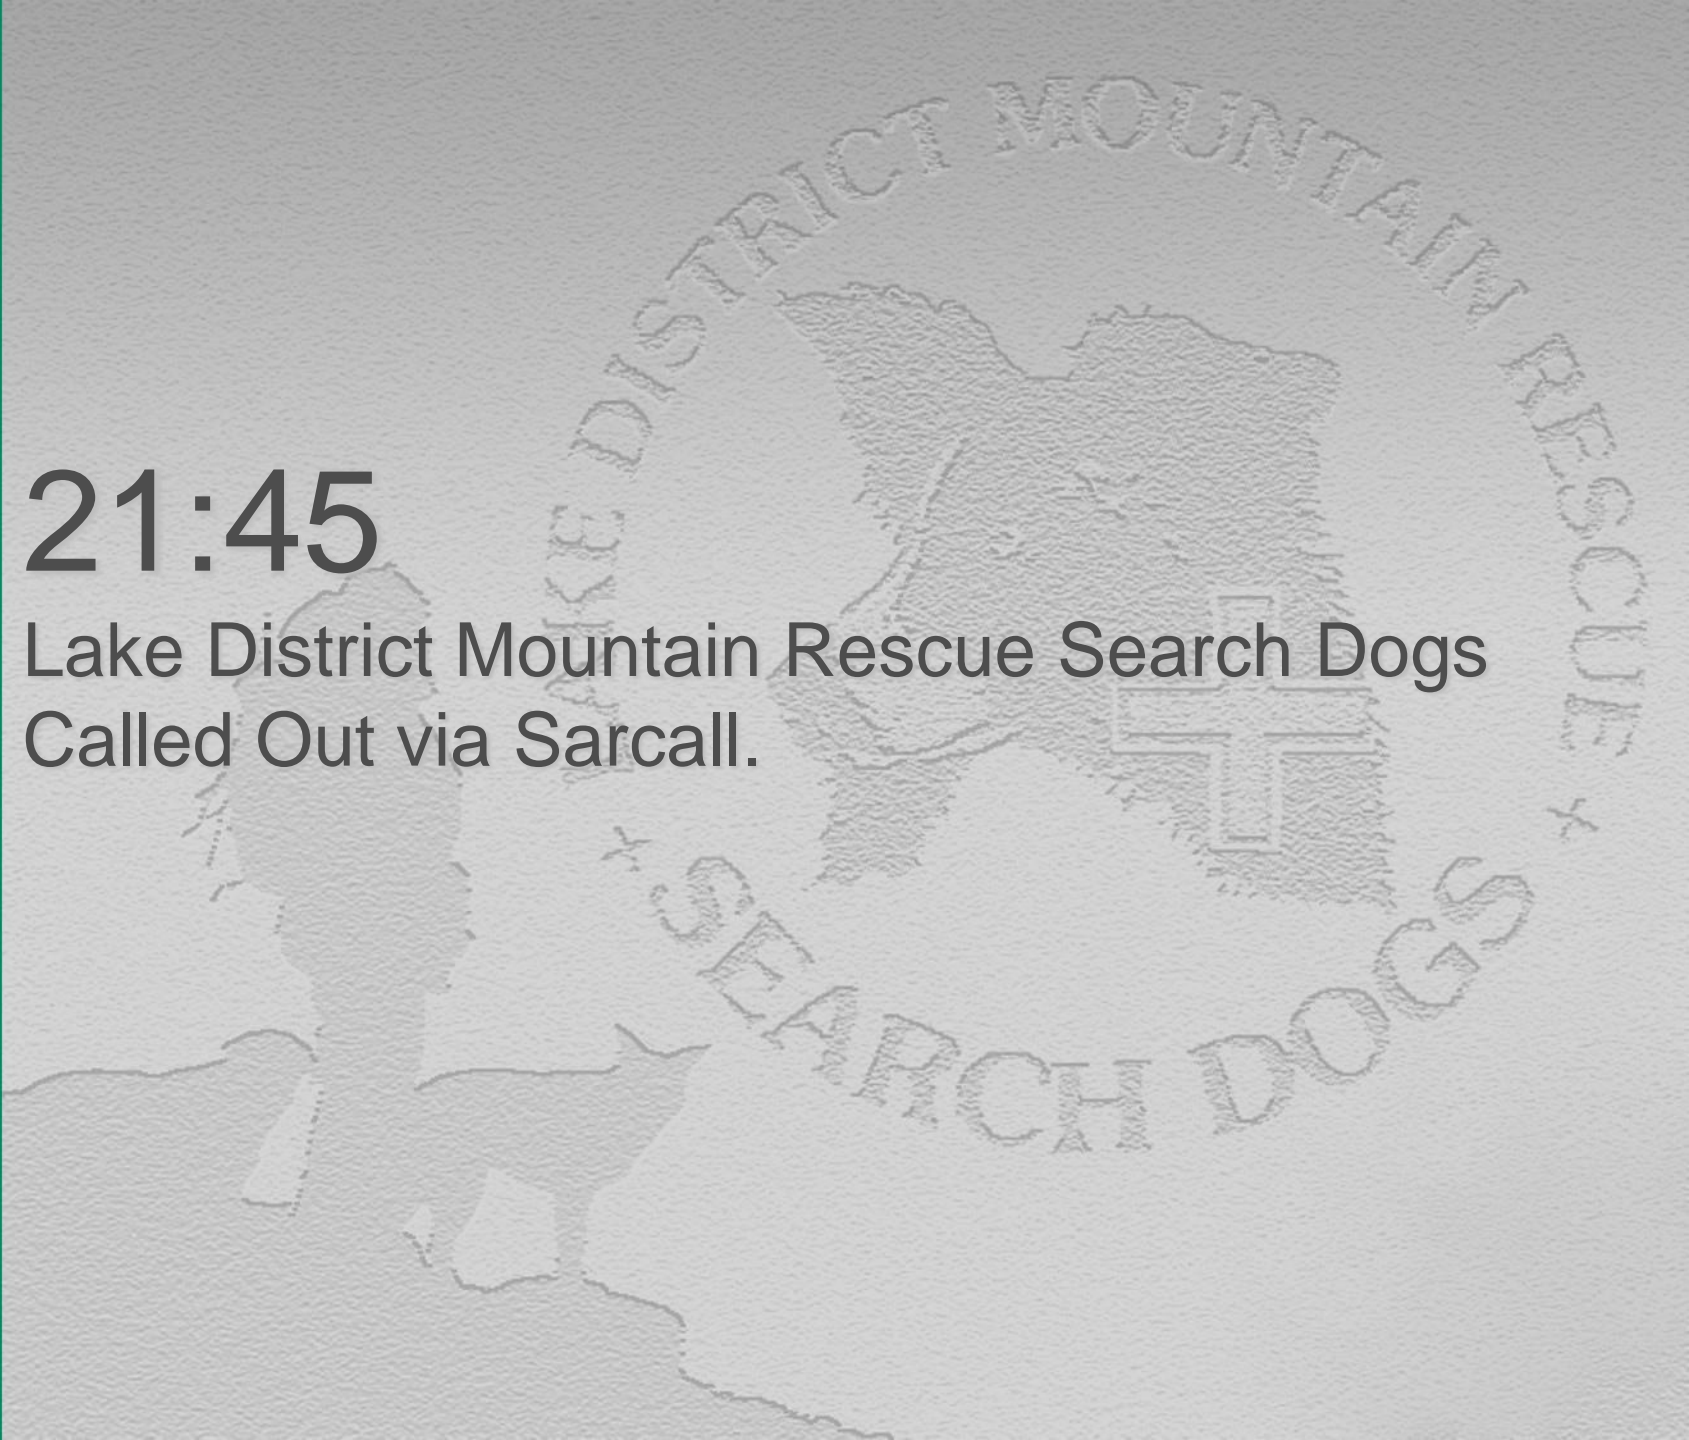 LAKE DISTRICT MOUNTAIN RESCUE
21:45
Lake District Mountain Rescue Search Dogs
Called Out via Sarcall.
SEARCH DOGS